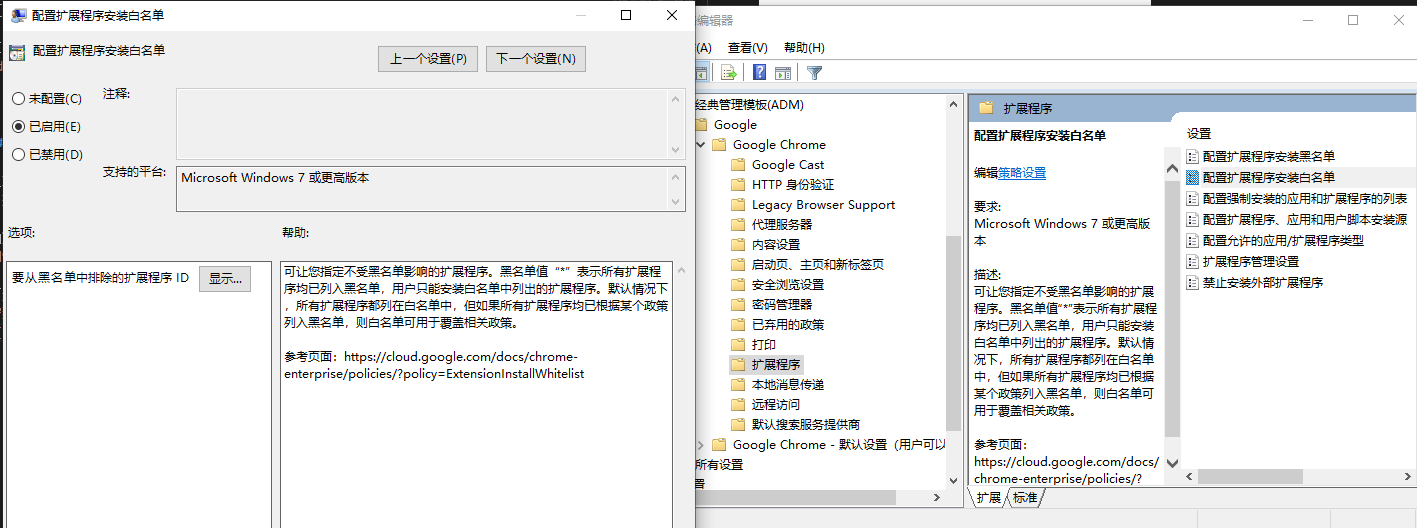 配置扩展程序安装白名单
配置扩展程序安装白名单
上一个设置(P)
下一个设置(N)
未配置(C)
已启用(E)
已禁用(D)
注释:
支持的平台:
Microsoft Windows 7 或更高版本
选项:
帮助:
要从黑名单中排除的扩展程序 ID
显示...
可让您指定不受黑名单影响的扩展程序。黑名单值“*”表示所有扩展程
序均已列入黑名单，用户只能安装白名单中列出的扩展程序。默认情况下
，所有扩展程序都列在白名单中，但如果所有扩展程序均已根据某个政策
列入黑名单，则白名单可用于覆盖相关政策。
参考页面：https://cloud.google.com/docs/chrome-
enterprise/policies/?policy=ExtensionInstallWhitelist
编辑器
(A)
查看(V)
帮助(H)
经典管理模板(ADM)
Google
Google Chrome
Google Cast
HTTP 身份验证
Legacy Browser Support
代理服务器
内容设置
启动页、主页和新标签页
安全浏览设置
密码管理器
已弃用的政策
打印
扩展程序
本地消息传递
远程访问
默认搜索服务提供商
Google Chrome - 默认设置（用户可以
所有设置
置
扩展程序
配置扩展程序安装白名单
编辑策略设置
要求:
Microsoft Windows 7 或更高版
本
描述:
可让您指定不受黑名单影响的扩展
程序。黑名单值“*”表示所有扩展程
序均已列入黑名单，用户只能安装
白名单中列出的扩展程序。默认情
况下，所有扩展程序都列在白名单
中，但如果所有扩展程序均已根据
某个政策列入黑名单，则白名单可
用于覆盖相关政策。
参考页面：
https://cloud.google.com/docs/
chrome-enterprise/policies/?
设置
配置扩展程序安装黑名单
配置扩展程序安装白名单
配置强制安装的应用和扩展程序的列表
配置扩展程序、应用和用户脚本安装源
配置允许的应用/扩展程序类型
扩展程序管理设置
禁止安装外部扩展程序
扩展
标准